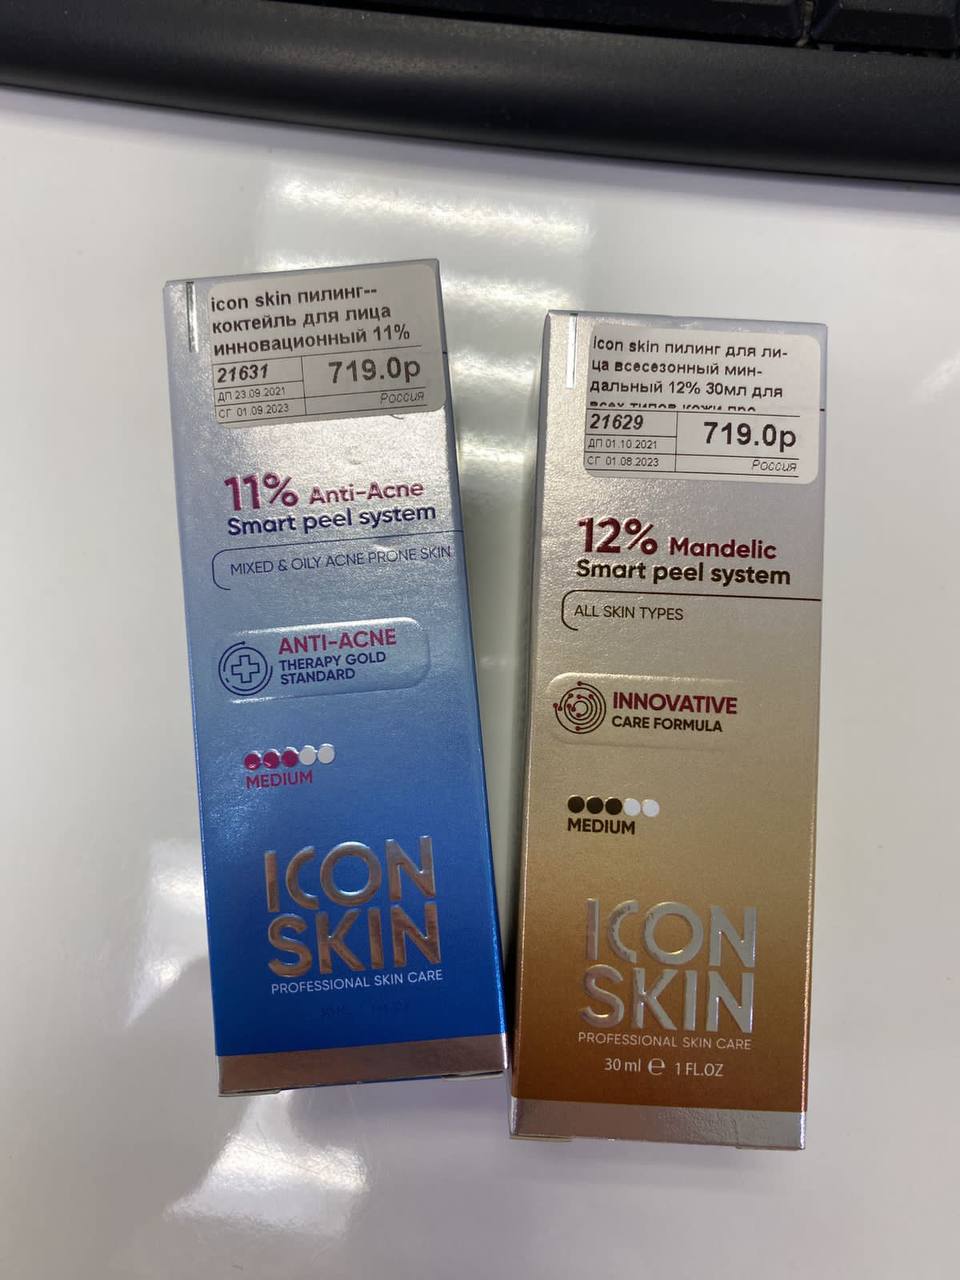 icon skin пилинг--
коктейль для лица
инновационный 11%
21631
719.0р
ДП 23.09.2021
СГ 01.09.2023
Россия
11% Anti-Acne
Smart peel system
MIXED & OILY ACNE PRONE SKIN
ANTI-ACNE
THERAPY GOLD
STANDARD
MEDIUM
ICON
SKIN
PROFESSIONAL SKIN CARE
icon skin пилинг для ли-
ца всесезонный мин-
дальный 12% 30мл для
всех типов кожи
21629
719.0р
ДП 01.10.2021
СГ 01.08.2023
Россия
12% Mandelic
Smart peel system
ALL SKIN TYPES
INNOVATIVE
CARE FORMULA
MEDIUM
ICON
SKIN
PROFESSIONAL SKIN CARE
30 ml ℮ 1 FL.OZ